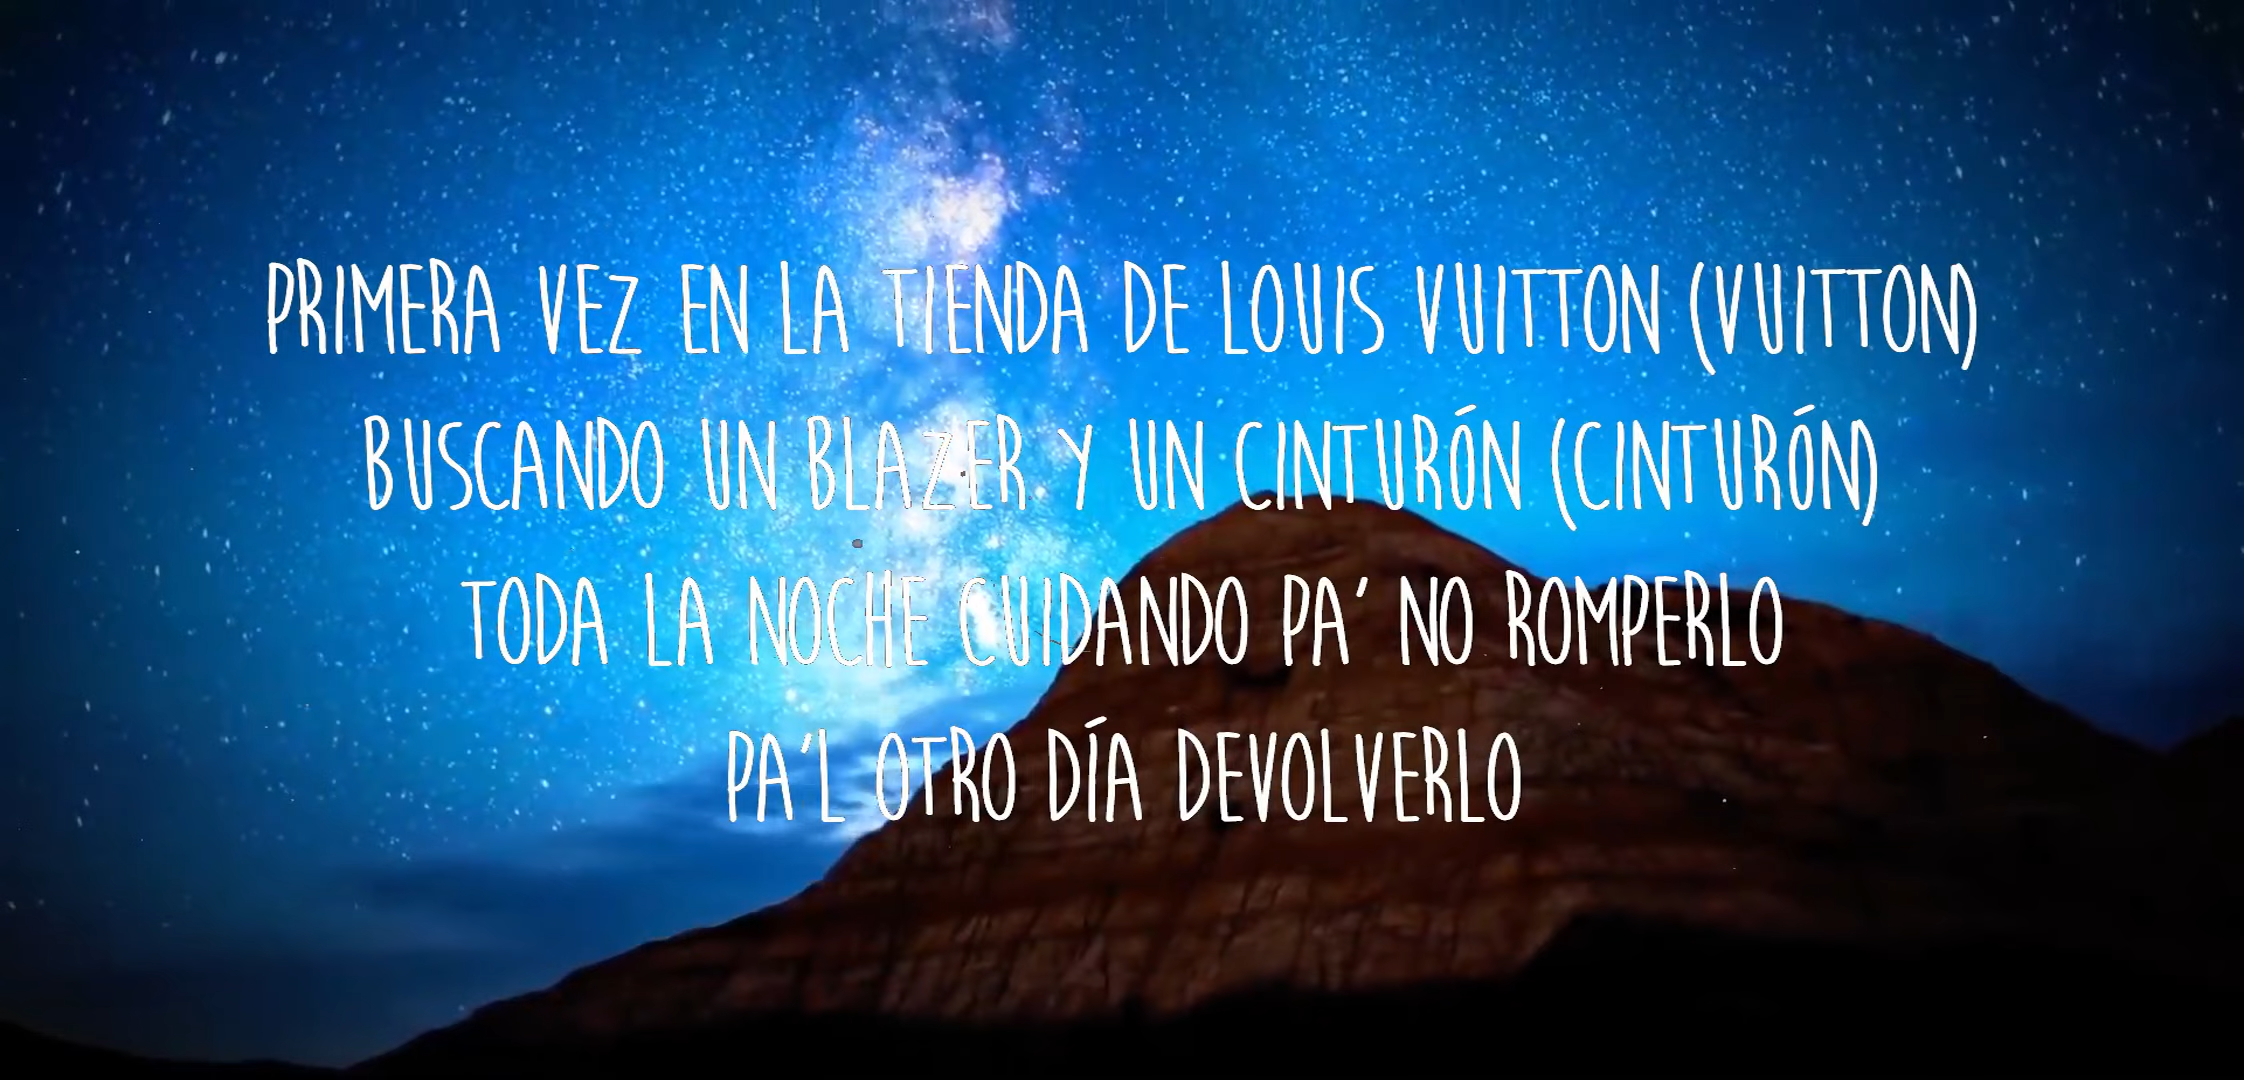 PRIMERA VEZ EN LA TIENDA DE LOUIS VUITTON (VUITTON)
BUSCANDO UN BLAZER Y UN CINTURÓN (CINTURÓN)
TODA LA NOCHE CUIDANDO PA' NO ROMPERLO
PA'L OTRO DÍA DEVOLVERLO